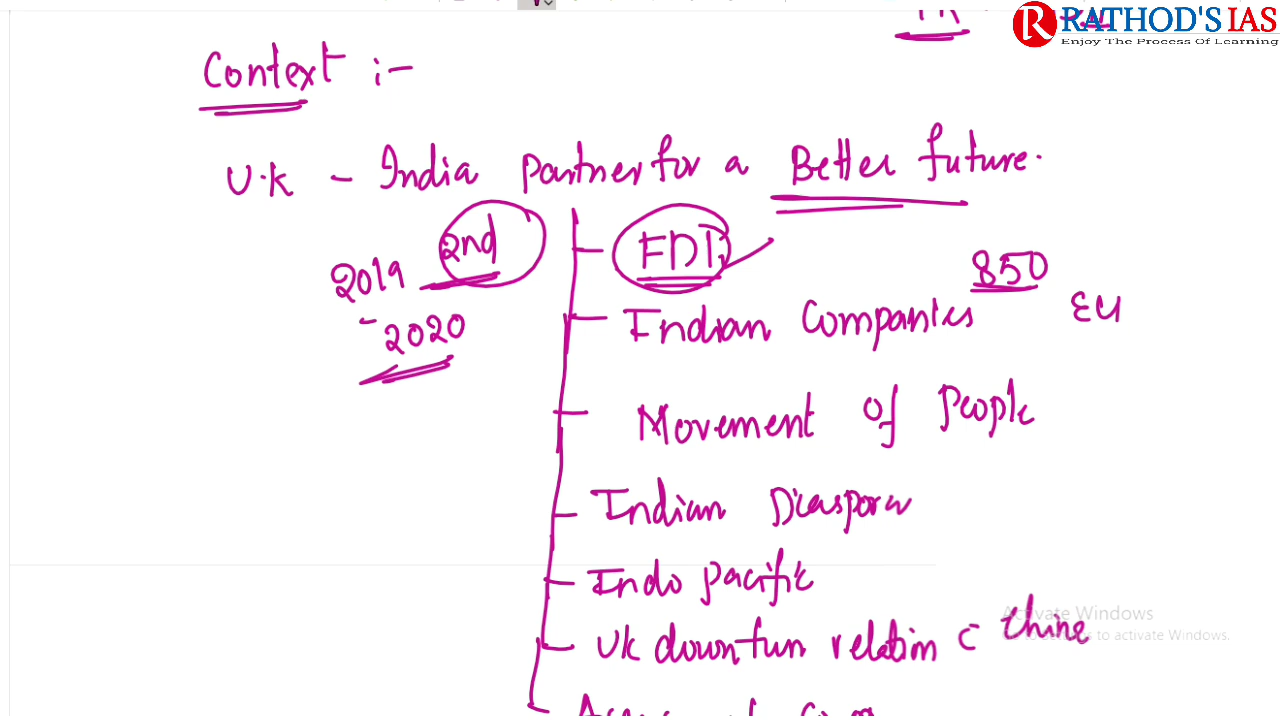 RATHOD'S IAS
Enjoy The Process Of Learning
Context :-
U.K - India Partner for a Better future.
2nd
FDI
2019
850
-2020
Indian Companies
EU
Movement Of People
Indian Diaspora
Indo pacific
Activate Windows
to activate Windows.
Uk downturn relation c China